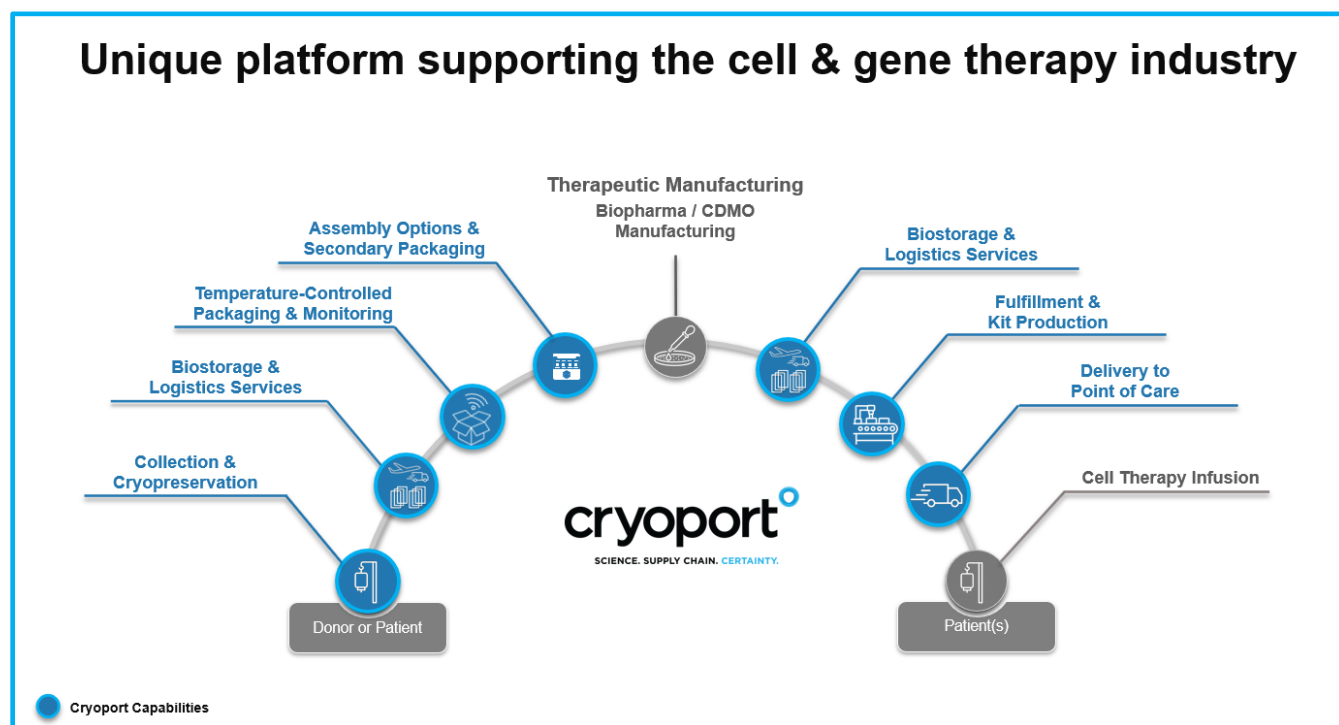 Unique platform supporting the cell & gene therapy industry
Therapeutic Manufacturing
Biopharma / CDMO
Manufacturing
Assembly Options &
Secondary Packaging
Temperature-Controlled
Packaging & Monitoring
Biostorage &
Logistics Services
Collection &
Cryopreservation
Biostorage &
Logistics Services
Fulfillment &
Kit Production
Delivery to
Point of Care
Cell Therapy Infusion
cryoport
SCIENCE. SUPPLY CHAIN. CERTAINTY.
Donor or Patient
Patient(s)
Cryoport Capabilities